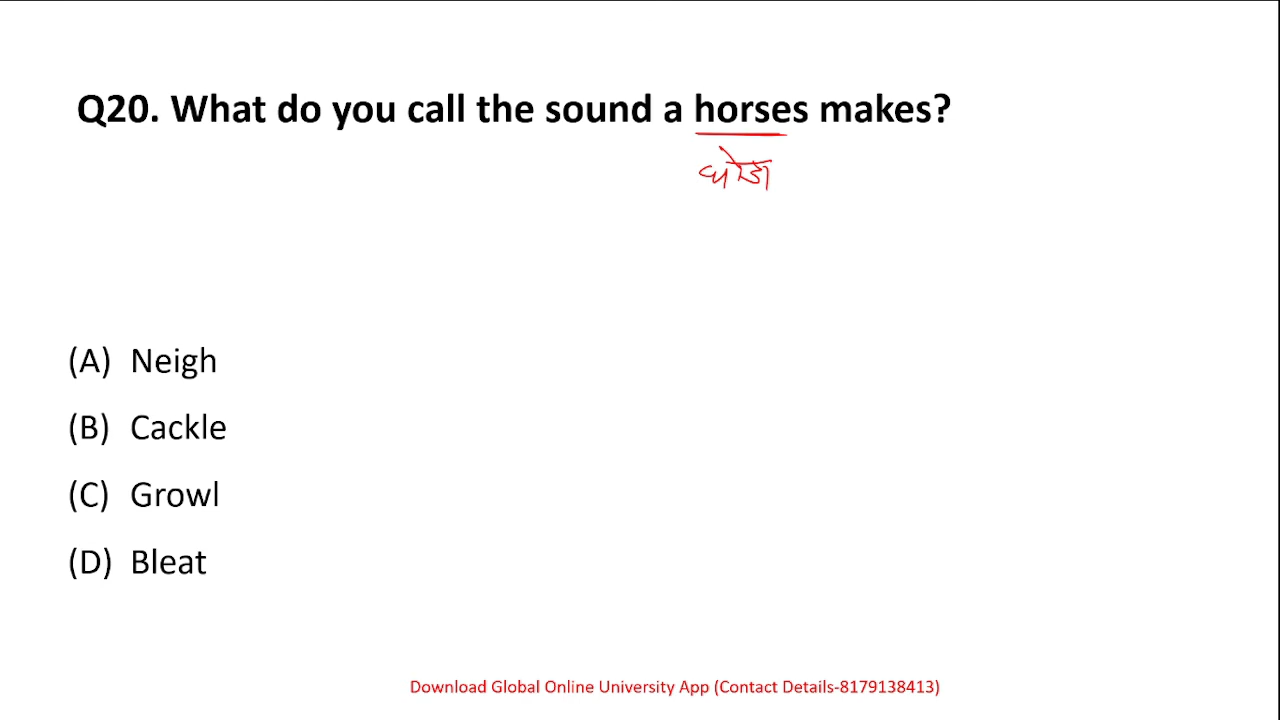 Q20. What do you call the sound a horses makes?
घोडा
(A) Neigh
(B) Cackle
(C) Growl
(D) Bleat
Download Global Online University App (Contact Details-8179138413)